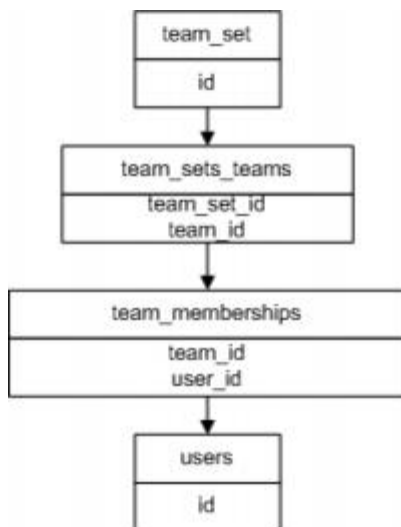 team_set
id
team_sets_teams
team_set_id
team_id
team_memberships
team_id
user_id
users
id